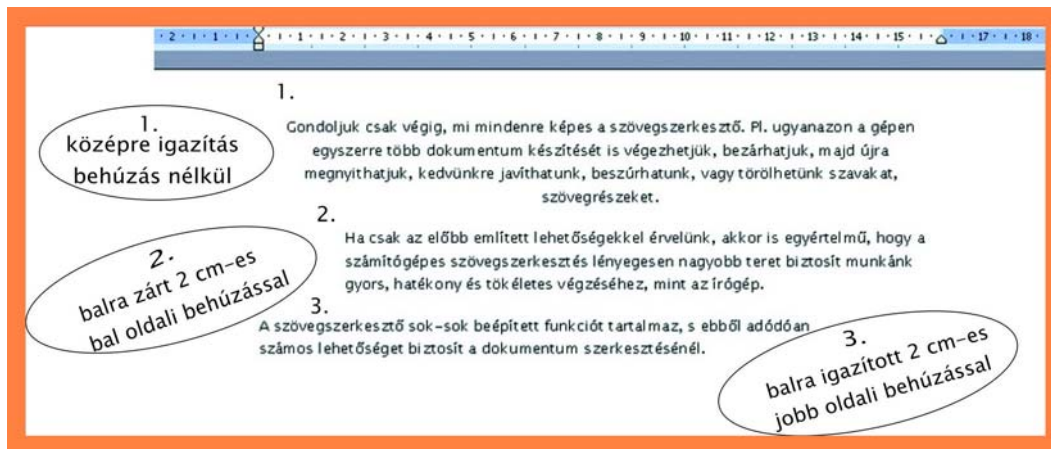 · 2 · ı · 1 · ı · ı · 1 · ı · 2 · ı · 3 · ı · 4 · ı · 5 · ı · 6 · ı · 7 · ı · 8 · ı · 9 · ı · 10 · ı · 11 · ı · 12 · ı · 13 · ı · 14 · ı · 15 · ı · ı · 17 · ı · 18 ·
1.
Gondoljuk csak végig, mi mindenre képes a szövegszerkesztő. Pl. ugyanazon a gépen
egyszerre több dokumentum készítését is végezhetjük, bezárhatjuk, majd újra
megnyithatjuk, kedvünkre javíthatunk, beszúrhatunk, vagy törölhetünk szavakat,
szövegrészeket.
1.
középre igazítás
behúzás nélkül
2.
Ha csak az előbb említett lehetőségekkel érvelünk, akkor is egyértelmű, hogy a
számítógépes szövegszerkesztés lényegesen nagyobb teret biztosít munkánk
gyors, hatékony és tökéletes végzéséhez, mint az írógép.
2.
balra zárt 2 cm-es
bal oldali behúzással
3.
A szövegszerkesztő sok-sok beépített funkciót tartalmaz, s ebből adódóan
számos lehetőséget biztosít a dokumentum szerkesztésénél.
3.
balra igazított 2 cm-es
jobb oldali behúzással